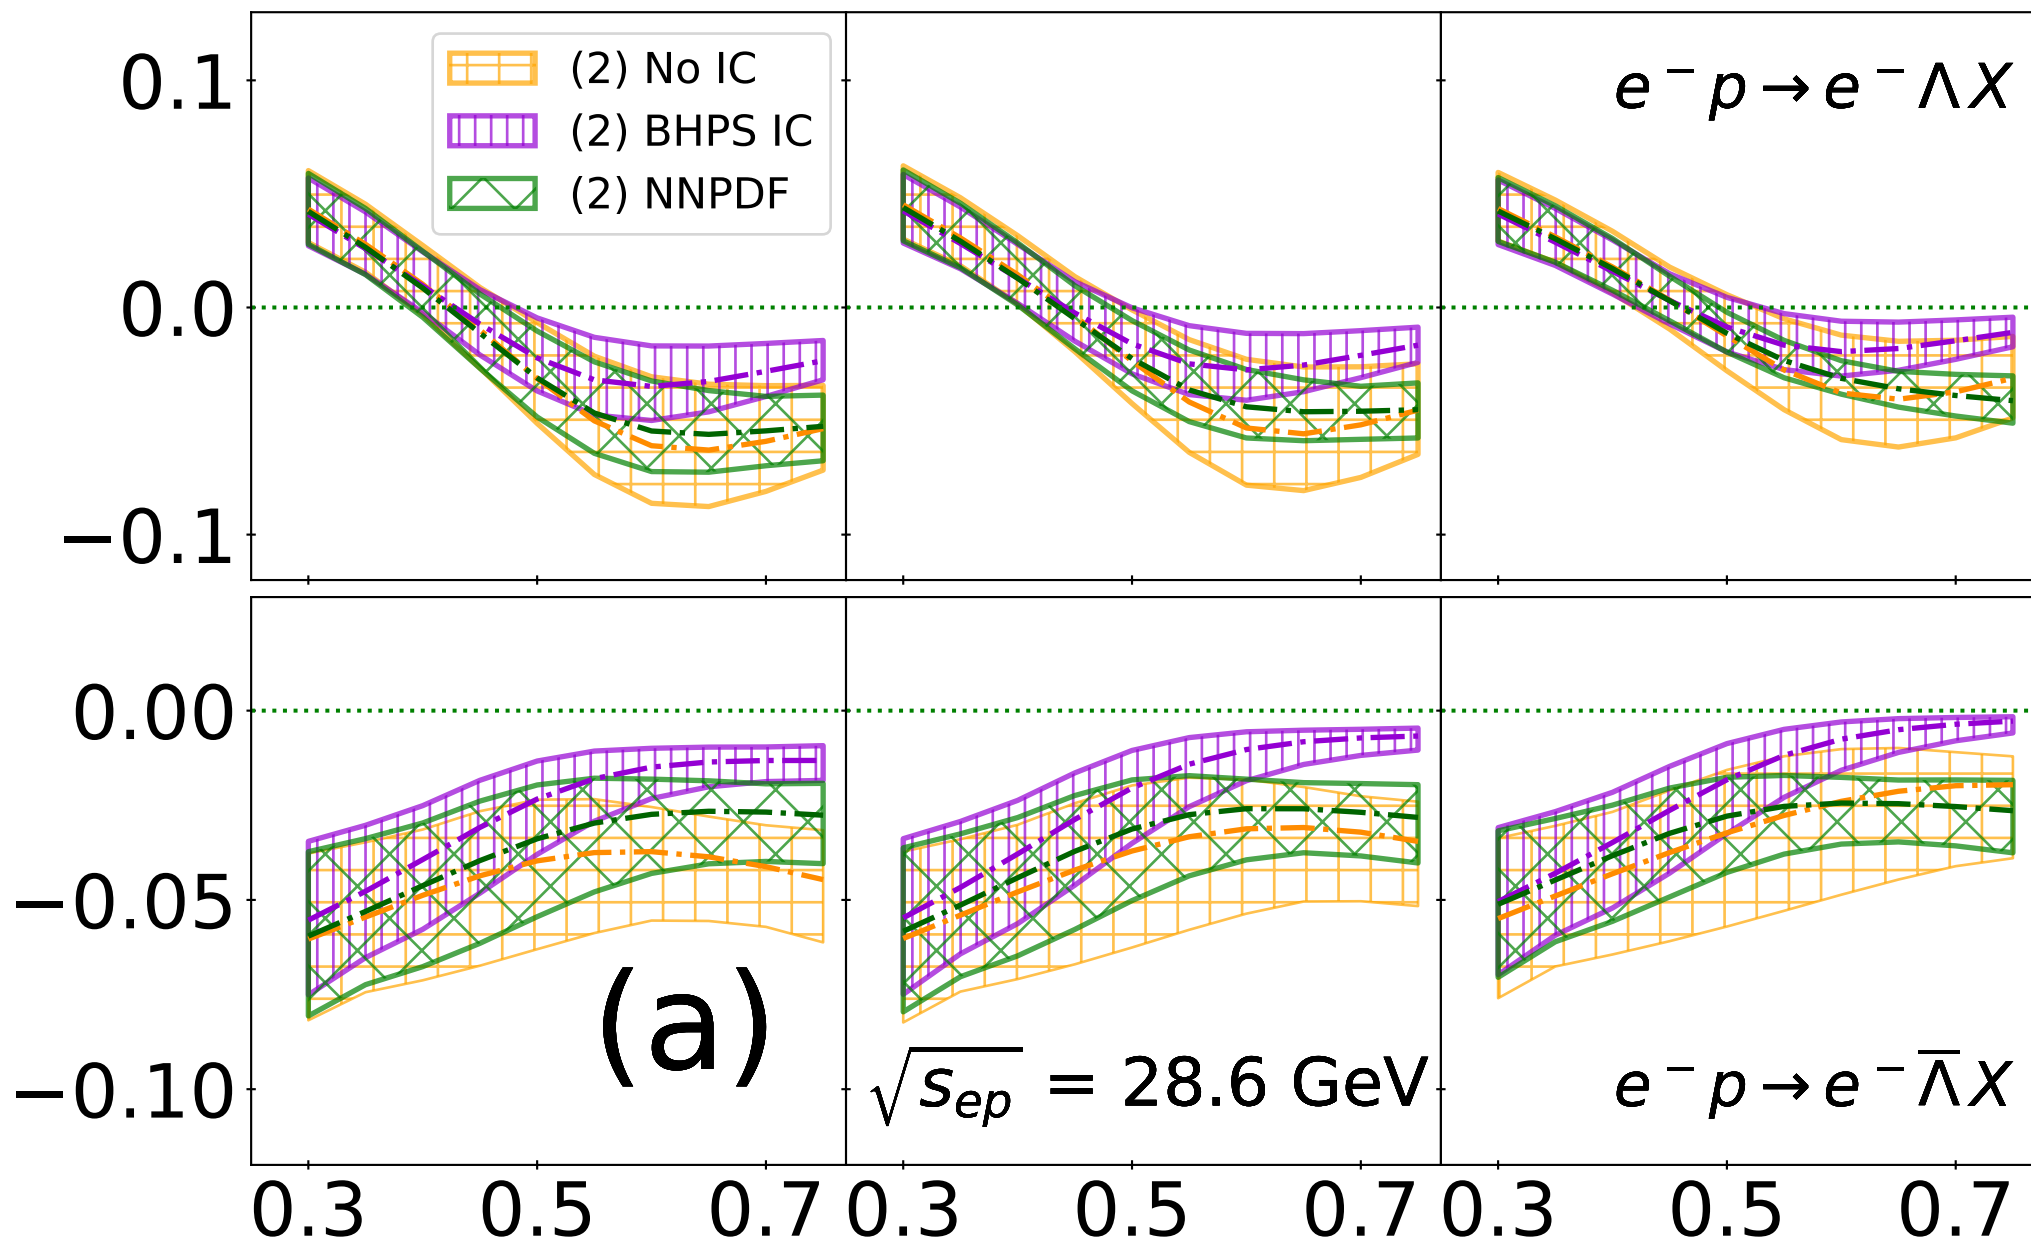 0.1
0.0
−0.1
(2) No IC
(2) BHPS IC
(2) NNPDF
e⁻p → e⁻ΛX
0.00
−0.05
−0.10
(a)
√s_ep = 28.6 GeV
e⁻p → e⁻Λ̅X
0.3 0.5 0.7 0.3 0.5 0.7 0.3 0.5 0.7